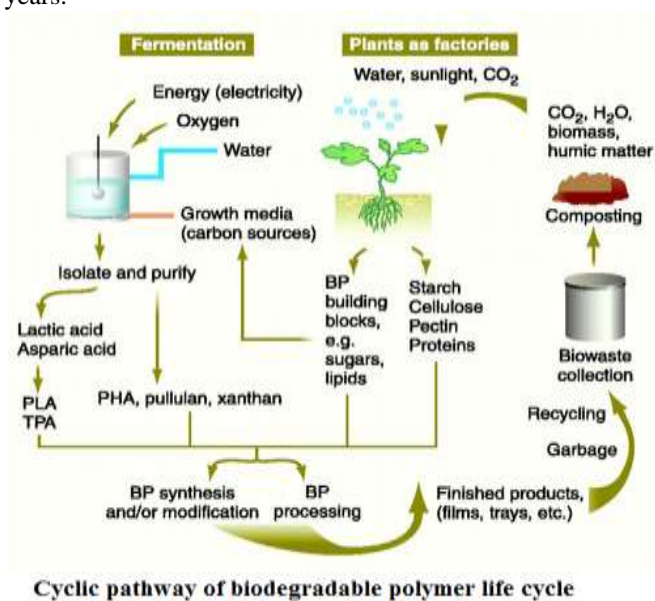 years.
Fermentation
Plants as factories
Water, sunlight, CO₂
Energy (electricity)
Oxygen
Water
Growth media
(carbon sources)
CO₂, H₂O,
biomass,
humic matter
Composting
Isolate and purify
BP
building
blocks,
e.g.
sugars,
lipids
Starch
Cellulose
Pectin
Proteins
Lactic acid
Asparic acid
Biowaste
collection
PLA
TPA
PHA, pullulan, xanthan
Recycling
Garbage
BP synthesis
and/or modification
BP
processing
Finished products,
(films, trays, etc.)
Cyclic pathway of biodegradable polymer life cycle